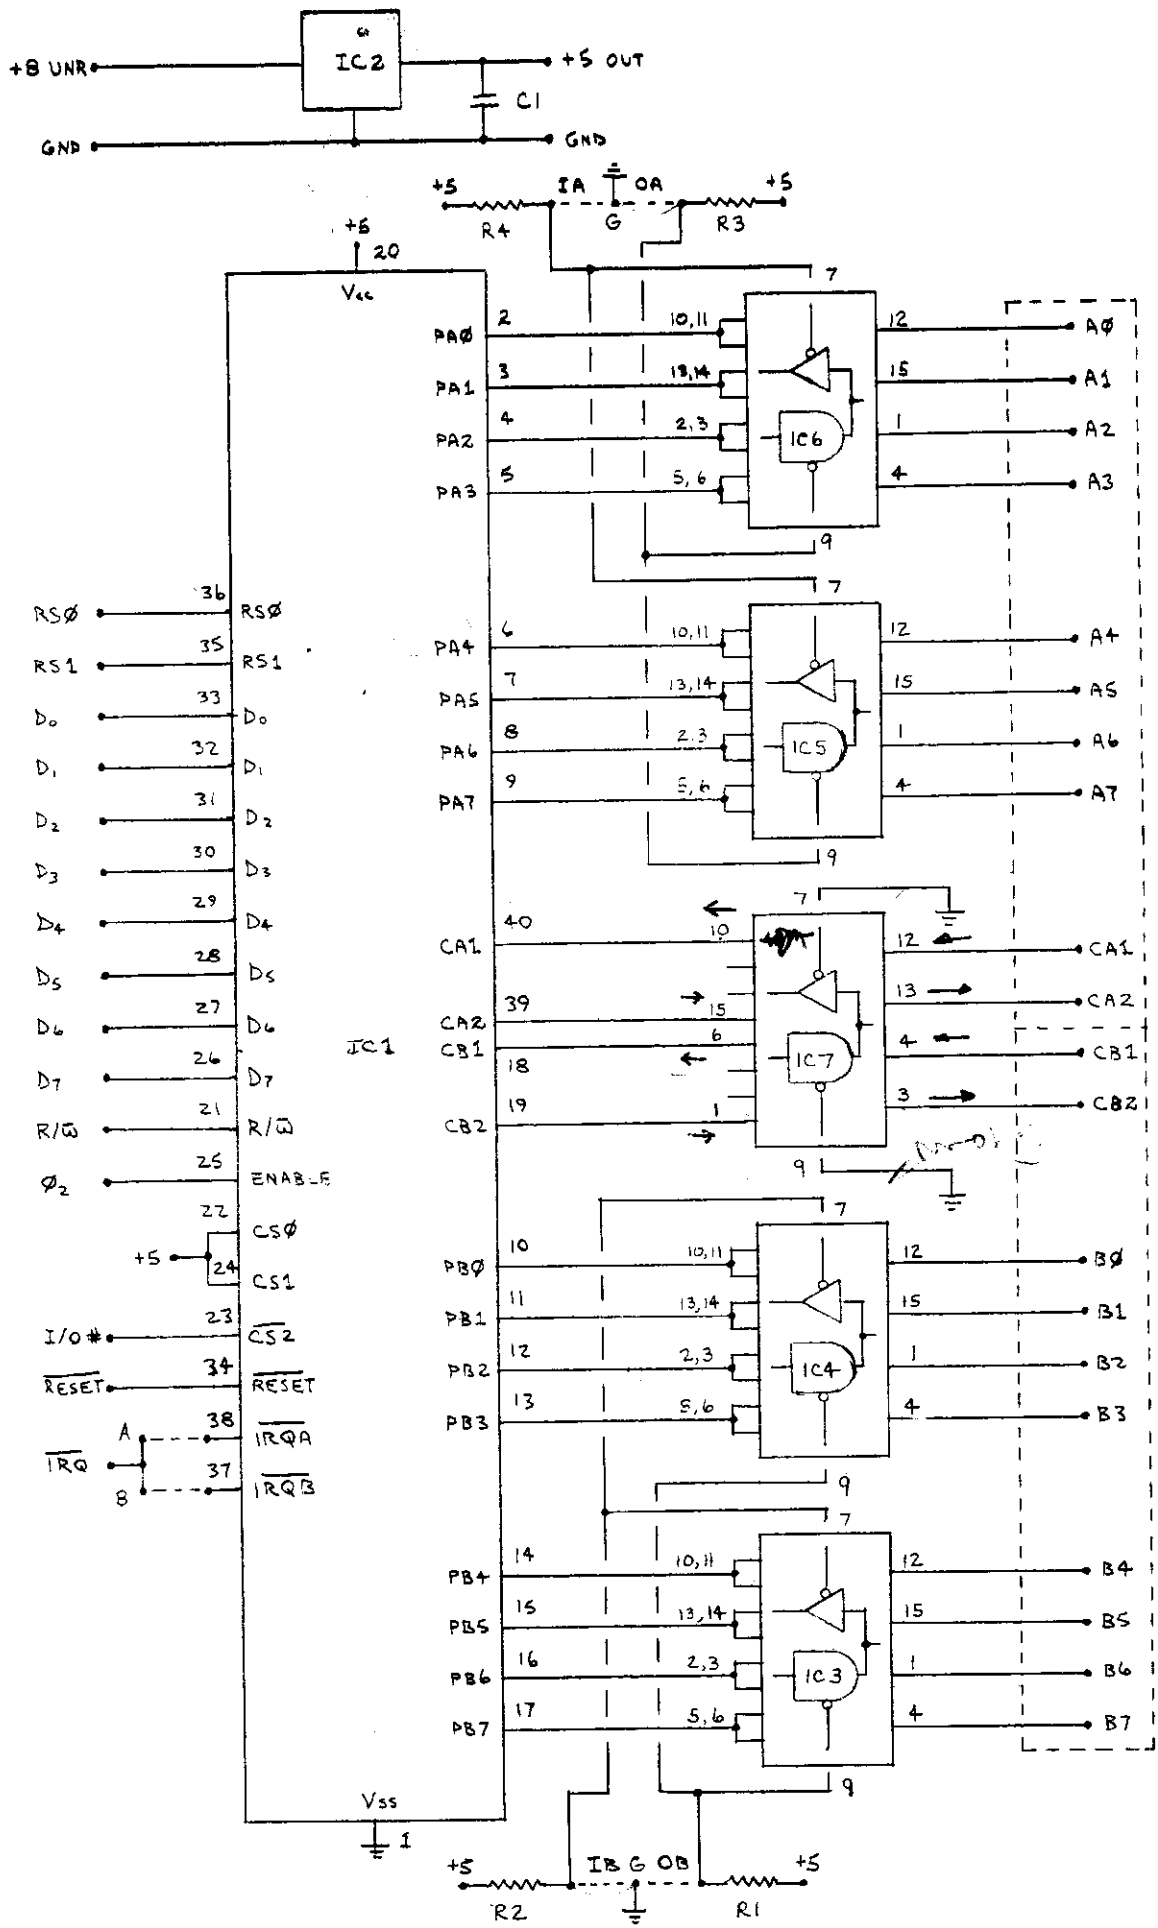 +8 UNR IC2 +5 OUT
C1
GND GND
+5 IA OA +5
R4 G R3
+5
20
Vcc
7
PAØ 2 10,11 12 AØ
PA1 3 13,14 15 A1
PA2 4 2,3 IC6 1 A2
PA3 5 5,6 4 A3
9
7
RSØ 36 RSØ
PA4 6 10,11 12 A4
RS1 35 RS1
PA5 7 13,14 15 A5
D0 33 D0
PA6 8 2,3 IC5 1 A6
D1 32 D1
PA7 9 5,6 4 A7
D2 31 D2
9
D3 30 D3
7
D4 29 D4
CA1 40 10 12 CA1
D5 28 D5
CA2 39 15 13 CA2
D6 27 D6
IC1
CB1 18 6 IC7 4 CB1
D7 26 D7
CB2 19 1 3 CB2
R/W̅ 21 R/W̅
9
Ø2 25 ENABLE
7
22 CSØ
+5
24 CS1
PBØ 10 10,11 12 BØ
PB1 11 13,14 15 B1
I/O# 23 C̅S̅2̅
PB2 12 2,3 IC4 1 B2
R̅E̅S̅E̅T̅ 34 R̅E̅S̅E̅T̅
PB3 13 5,6 4 B3
A 38 I̅R̅Q̅A̅
I̅R̅Q̅
B 37 I̅R̅Q̅B̅
9
7
PB4 14 10,11 12 B4
PB5 15 13,14 15 B5
PB6 16 2,3 IC3 1 B6
PB7 17 5,6 4 B7
9
Vss
1
+5 IB G OB +5
R2 R1